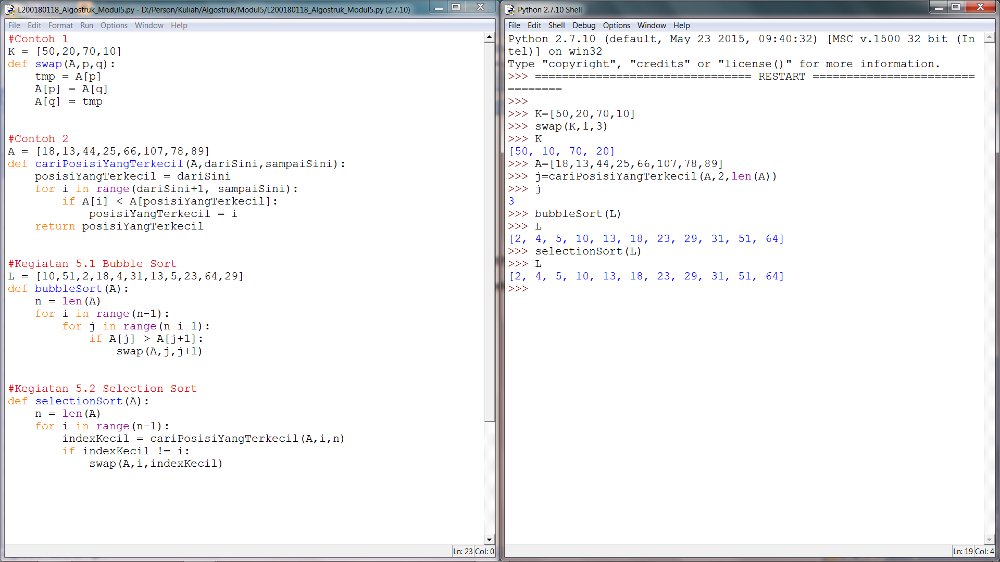 L200180118_Algostruk_Modul5.py - D:/Person/Kuliah/Algostruk/Modul5/L200180118_Algostruk_Modul5.py (2.7.10)
File Edit Format Run Options Window Help
#Contoh 1
K = [50,20,70,10]
def swap(A,p,q):
    tmp = A[p]
    A[p] = A[q]
    A[q] = tmp
#Contoh 2
A = [18,13,44,25,66,107,78,89]
def cariPosisiYangTerkecil(A,dariSini,sampaiSini):
    posisiYangTerkecil = dariSini
    for i in range(dariSini+1, sampaiSini):
        if A[i] < A[posisiYangTerkecil]:
            posisiYangTerkecil = i
    return posisiYangTerkecil
#Kegiatan 5.1 Bubble Sort
L = [10,51,2,18,4,31,13,5,23,64,29]
def bubbleSort(A):
    n = len(A)
    for i in range(n-1):
        for j in range(n-i-1):
            if A[j] > A[j+1]:
                swap(A,j,j+1)
#Kegiatan 5.2 Selection Sort
def selectionSort(A):
    n = len(A)
    for i in range(n-1):
        indexKecil = cariPosisiYangTerkecil(A,i,n)
        if indexKecil != i:
            swap(A,i,indexKecil)
Ln: 23 Col: 0
Python 2.7.10 Shell
File Edit Shell Debug Options Window Help
Python 2.7.10 (default, May 23 2015, 09:40:32) [MSC v.1500 32 bit (In
tel)] on win32
Type "copyright", "credits" or "license()" for more information.
>>> ================================ RESTART ========================
========
>>>
>>> K=[50,20,70,10]
>>> swap(K,1,3)
>>> K
[50, 10, 70, 20]
>>> A=[18,13,44,25,66,107,78,89]
>>> j=cariPosisiYangTerkecil(A,2,len(A))
>>> j
3
>>> bubbleSort(L)
>>> L
[2, 4, 5, 10, 13, 18, 23, 29, 31, 51, 64]
>>> selectionSort(L)
>>> L
[2, 4, 5, 10, 13, 18, 23, 29, 31, 51, 64]
>>>
Ln: 19 Col: 4